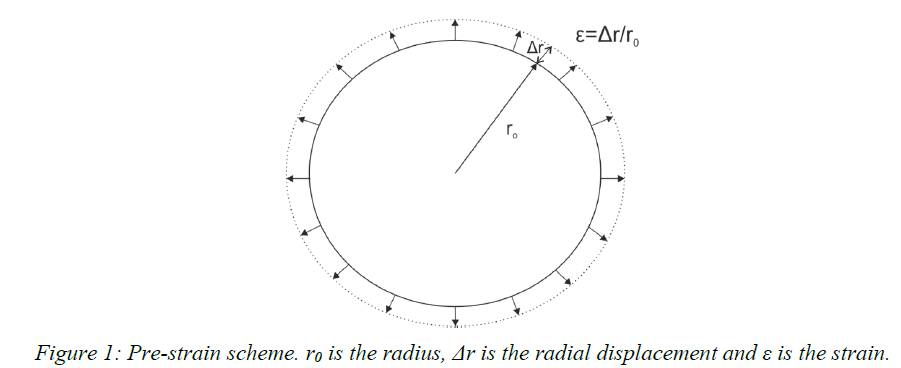 ε=Δr/r₀
Δr
r₀
Figure 1: Pre-strain scheme. r₀ is the radius, Δr is the radial displacement and ε is the strain.